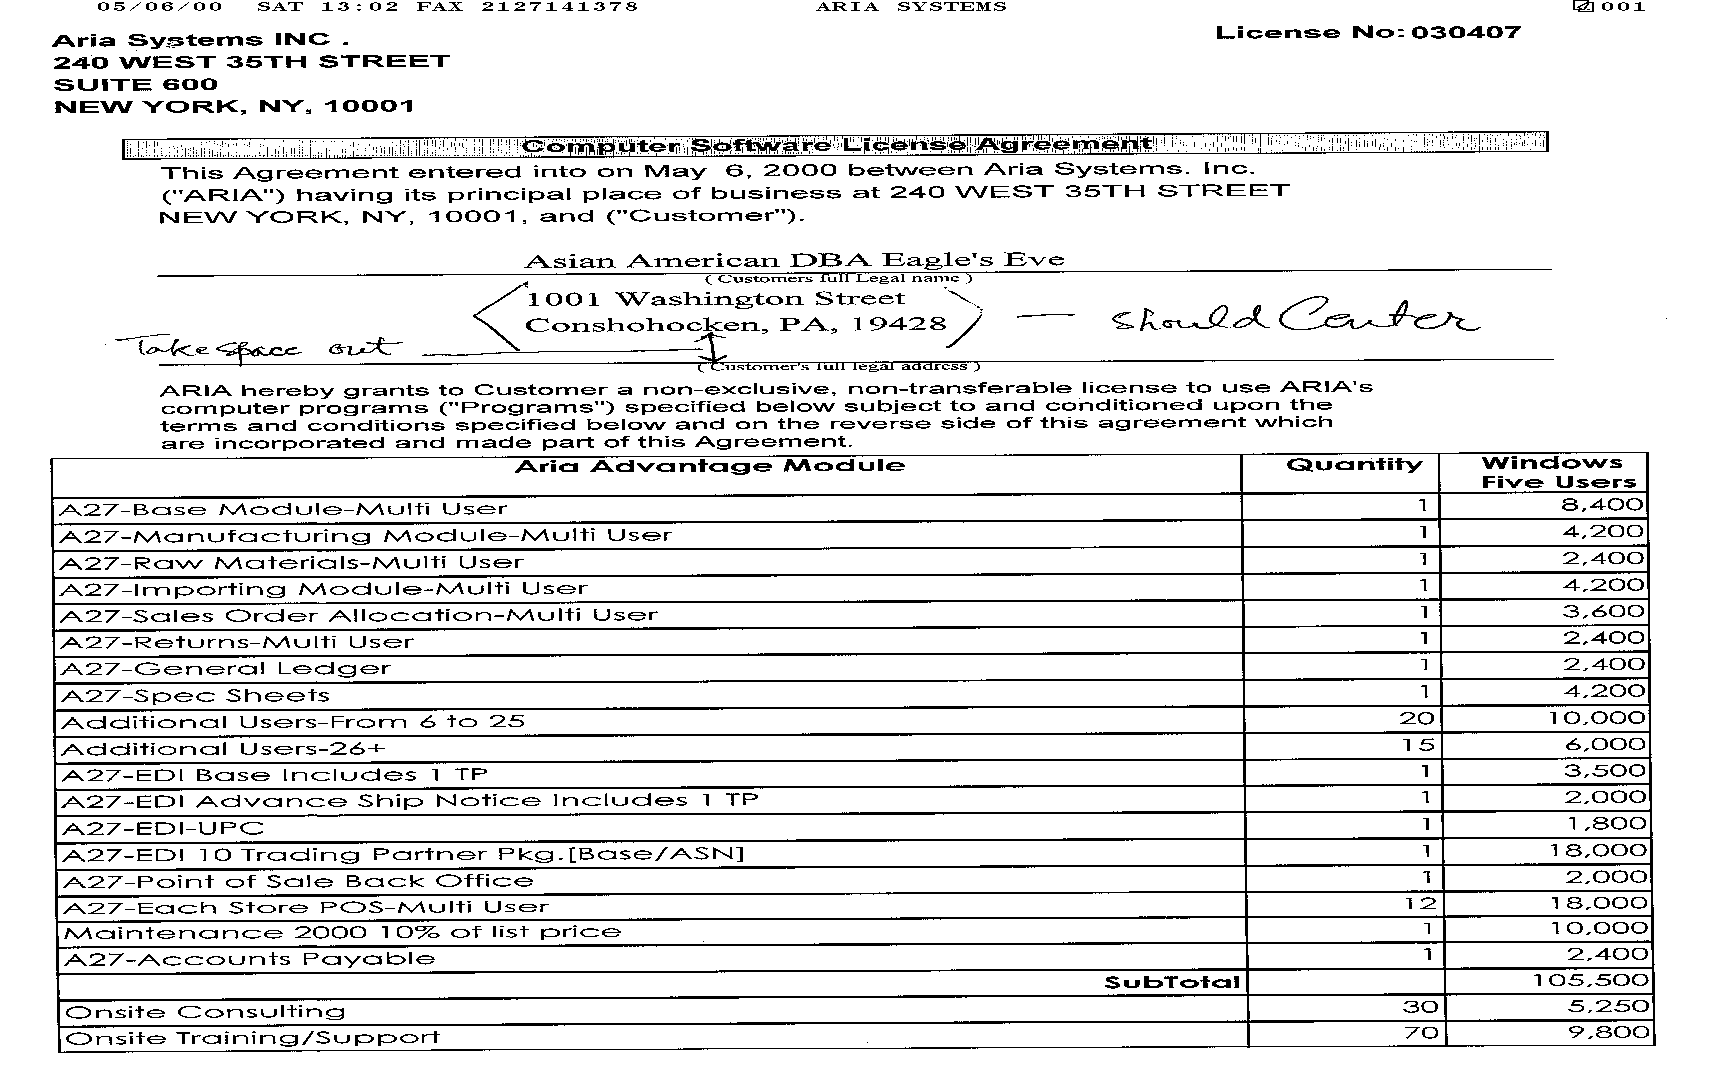 05/06/00 SAT 13:02 FAX 2127141378 ARIA SYSTEMS 001
Aria Systems INC .
License No: 030407
240 WEST 35TH STREET
SUITE 600
NEW YORK, NY, 10001
Computer Software License Agreement
This Agreement entered into on May 6, 2000 between Aria Systems. Inc.
("ARIA") having its principal place of business at 240 WEST 35TH STREET
NEW YORK, NY, 10001, and ("Customer").
Asian American DBA Eagle's Eve
( Customers full Legal name )
1001 Washington Street
Conshohocken, PA, 19428 — should Center
Take space out
( Customer's full legal address )
ARIA hereby grants to Customer a non-exclusive, non-transferable license to use ARIA's
computer programs ("Programs") specified below subject to and conditioned upon the
terms and conditions specified below and on the reverse side of this agreement which
are incorporated and made part of this Agreement.
Aria Advantage Module Quantity Windows
Five Users
A27-Base Module-Multi User 1 8,400
A27-Manufacturing Module-Multi User 1 4,200
A27-Raw Materials-Multi User 1 2,400
A27-Importing Module-Multi User 1 4,200
A27-Sales Order Allocation-Multi User 1 3,600
A27-Returns-Multi User 1 2,400
A27-General Ledger 1 2,400
A27-Spec Sheets 1 4,200
Additional Users-From 6 to 25 20 10,000
Additional Users-26+ 15 6,000
A27-EDI Base Includes 1 TP 1 3,500
A27-EDI Advance Ship Notice Includes 1 TP 1 2,000
A27-EDI-UPC 1 1,800
A27-EDI 10 Trading Partner Pkg.[Base/ASN] 1 18,000
A27-Point of Sale Back Office 1 2,000
A27-Each Store POS-Multi User 12 18,000
Maintenance 2000 10% of list price 1 10,000
A27-Accounts Payable 1 2,400
SubTotal 105,500
Onsite Consulting 30 5,250
Onsite Training/Support 70 9,800